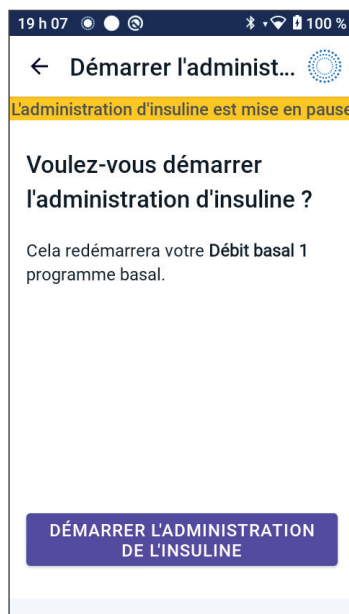 19 h 07 100 %
Démarrer l'administ...
L'administration d'insuline est mise en pause
Voulez-vous démarrer
l'administration d'insuline ?
Cela redémarrera votre Débit basal 1
programme basal.
DÉMARRER L'ADMINISTRATION
DE L'INSULINE